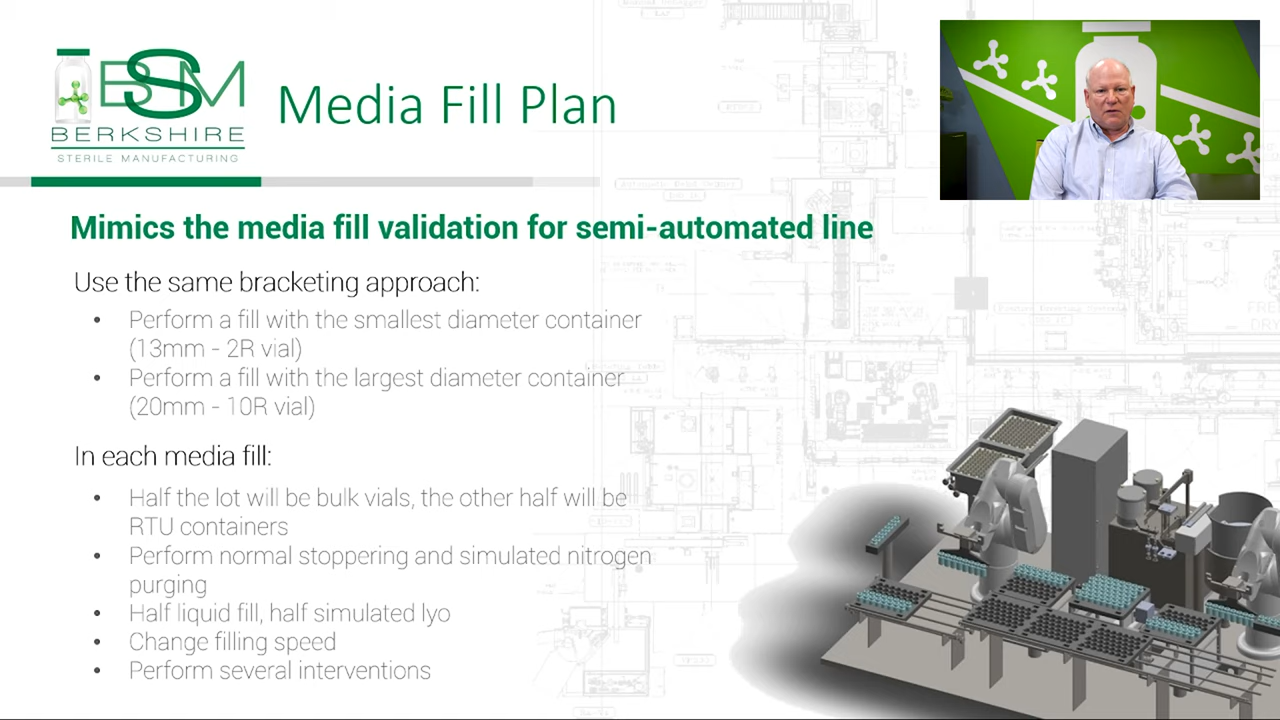 BSM
BERKSHIRE
STERILE MANUFACTURING
Media Fill Plan
Mimics the media fill validation for semi-automated line
Use the same bracketing approach:
• Perform a fill with the smallest diameter container
(13mm - 2R vial)
• Perform a fill with the largest diameter container
(20mm - 10R vial)
In each media fill:
• Half the lot will be bulk vials, the other half will be
RTU containers
• Perform normal stoppering and simulated nitrogen
purging
• Half liquid fill, half simulated lyo
• Change filling speed
• Perform several interventions